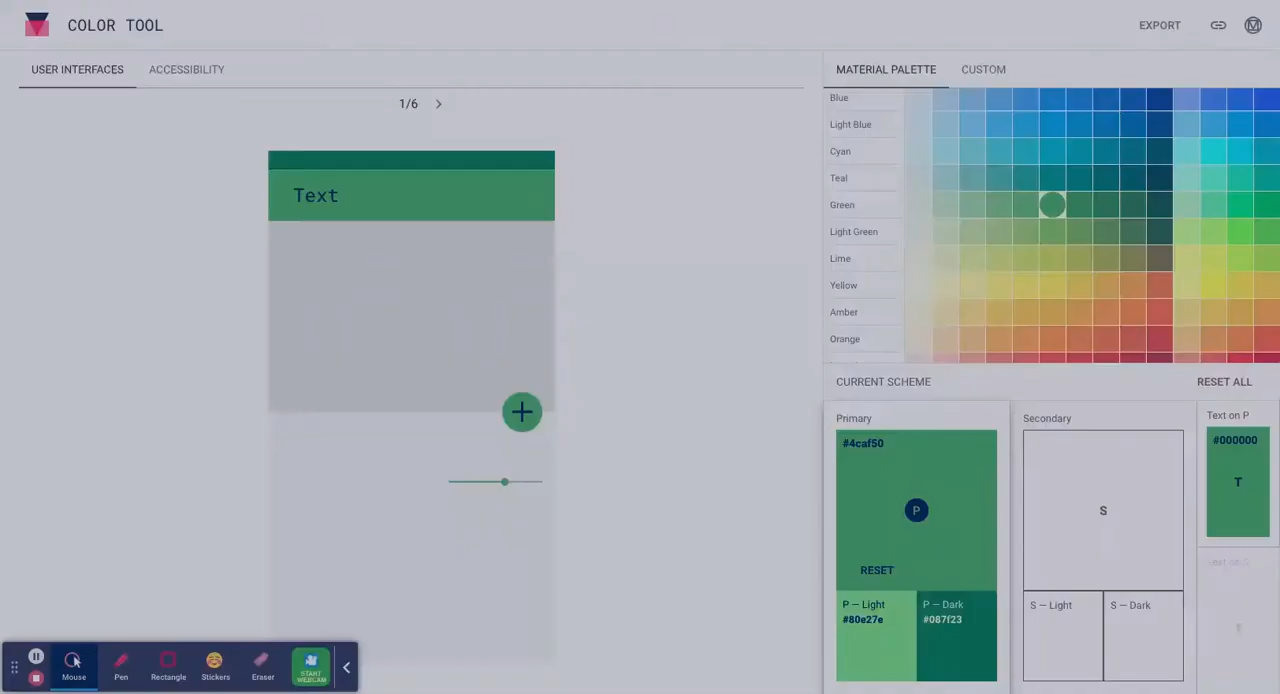 COLOR TOOL
EXPORT
USER INTERFACES
ACCESSIBILITY
MATERIAL PALETTE
CUSTOM
1/6
Blue
Light Blue
Cyan
Teal
Green
Light Green
Lime
Yellow
Amber
Orange
Text
CURRENT SCHEME
RESET ALL
Primary
#4caf50
P
RESET
P — Light
#80e27e
P — Dark
#087f23
Secondary
S
S — Light
S — Dark
Text on P
#000000
T
Mouse
Pen
Rectangle
Stickers
Eraser
START
WEBCAM